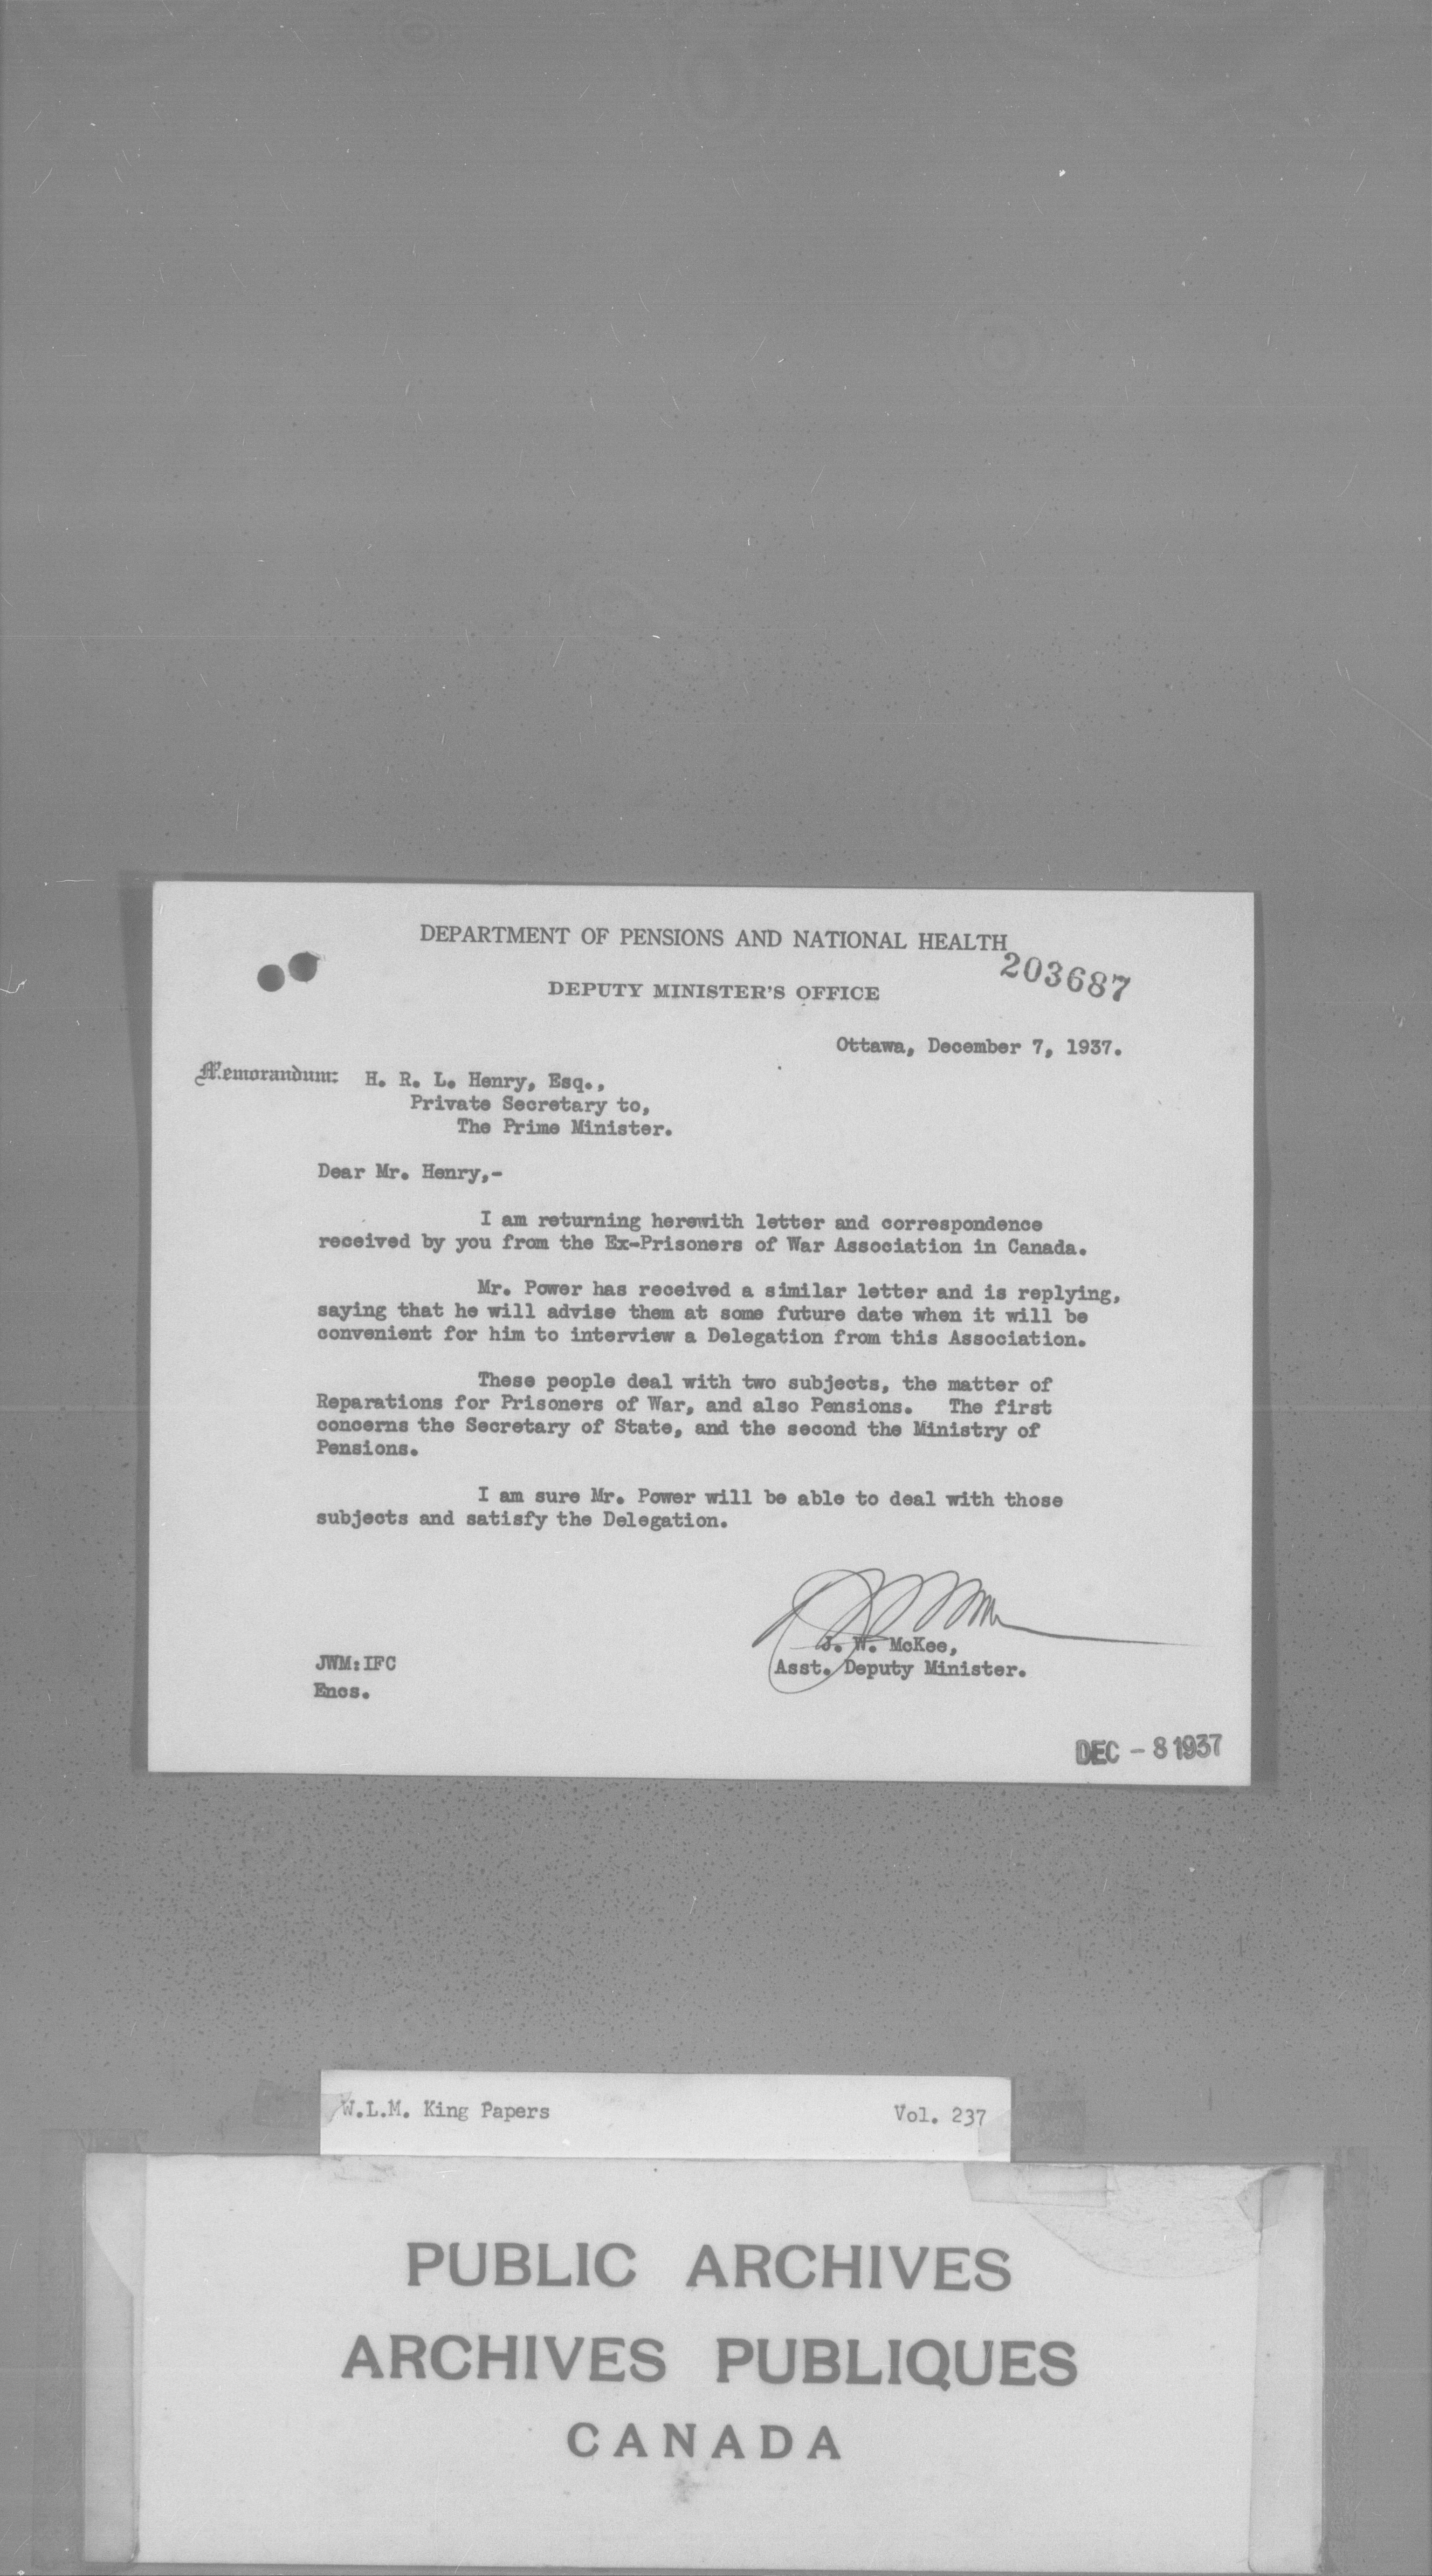 DEPARTMENT OF PENSIONS AND NATIONAL HEALTH
203687
DEPUTY MINISTER'S OFFICE
Ottawa, December 7, 1937.
Memorandum: H. R. L. Henry, Esq.,
Private Secretary to,
The Prime Minister.
Dear Mr. Henry,-
I am returning herewith letter and correspondence
received by you from the Ex-Prisoners of War Association in Canada.
Mr. Power has received a similar letter and is replying,
saying that he will advise them at some future date when it will be
convenient for him to interview a Delegation from this Association.
These people deal with two subjects, the matter of
Reparations for Prisoners of War, and also Pensions. The first
concerns the Secretary of State, and the second the Ministry of
Pensions.
I am sure Mr. Power will be able to deal with those
subjects and satisfy the Delegation.
J. W. McKee,
Asst. Deputy Minister.
JWM:IFC
Encs.
DEC - 8 1937
W.L.M. King Papers Vol. 237
PUBLIC ARCHIVES
ARCHIVES PUBLIQUES
CANADA